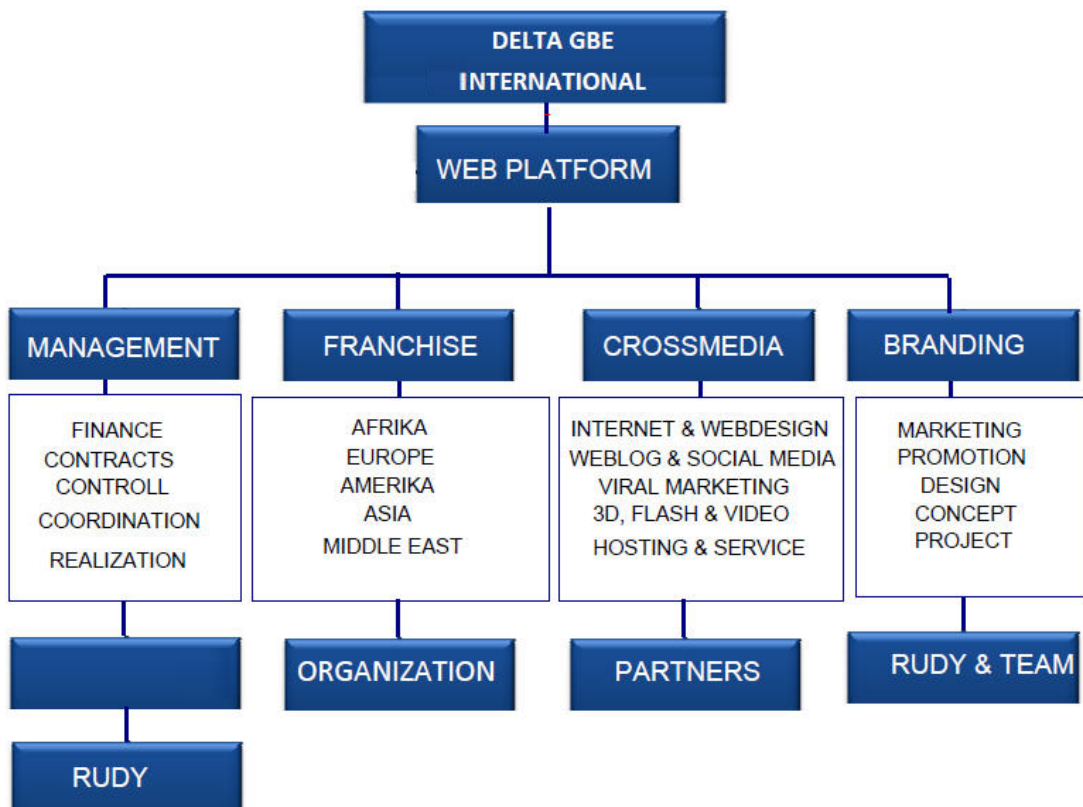 DELTA GBE
INTERNATIONAL
WEB PLATFORM
MANAGEMENT
FINANCE
CONTRACTS
CONTROLL
COORDINATION
REALIZATION
RUDY
FRANCHISE
AFRIKA
EUROPE
AMERIKA
ASIA
MIDDLE EAST
ORGANIZATION
CROSSMEDIA
INTERNET & WEBDESIGN
WEBLOG & SOCIAL MEDIA
VIRAL MARKETING
3D, FLASH & VIDEO
HOSTING & SERVICE
PARTNERS
BRANDING
MARKETING
PROMOTION
DESIGN
CONCEPT
PROJECT
RUDY & TEAM